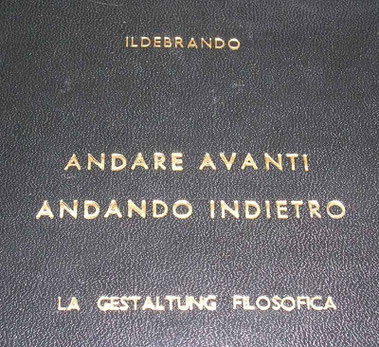 ILDEBRANDO
ANDARE AVANTI
ANDANDO INDIETRO
LA GESTALTUNG FILOSOFICA